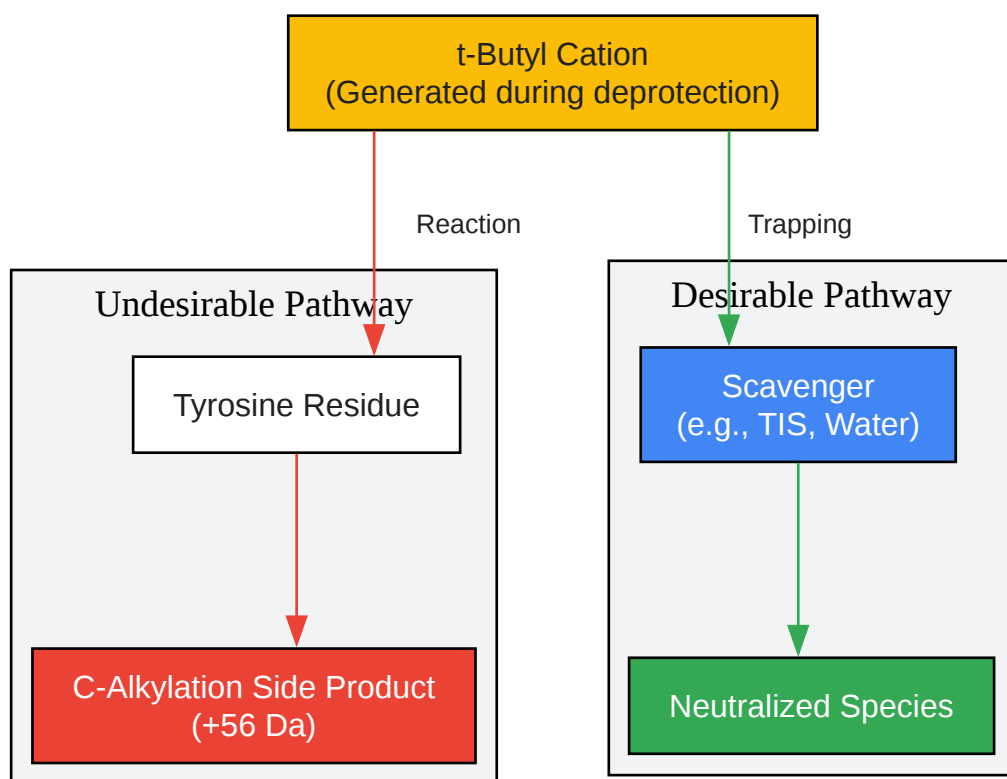 t-Butyl Cation
(Generated during deprotection)
Reaction
Trapping
Undesirable Pathway
Desirable Pathway
Tyrosine Residue
Scavenger
(e.g., TIS, Water)
C-Alkylation Side Product
(+56 Da)
Neutralized Species